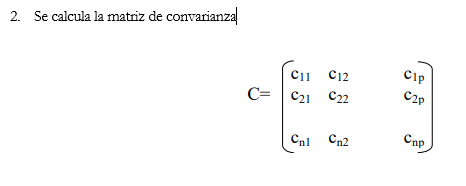 2. Se calcula la matriz de convarianza
c11 c12 c1p
C= c21 c22 c2p
cn1 cn2 cnp